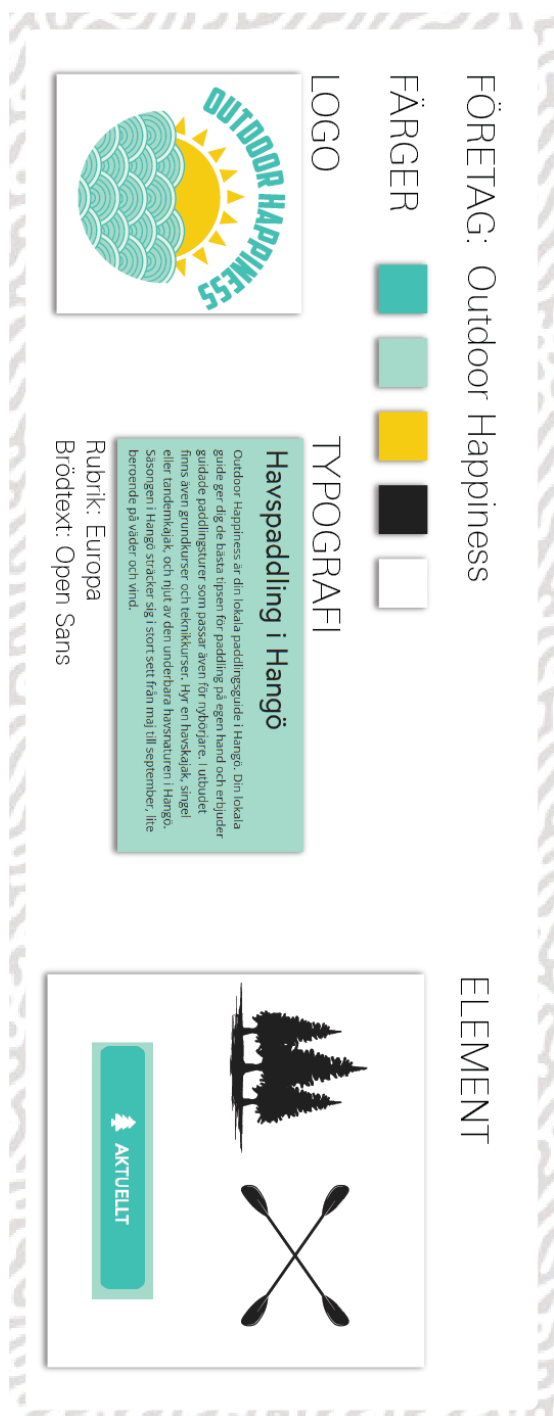 FÖRETAG: Outdoor Happiness
FÄRGER
LOGO
OUTDOOR HAPPINESS
TYPOGRAFI
Havspaddling i Hangö
Outdoor Happiness är din lokala paddlingsguide i Hangö. Din lokala
guide ger dig de bästa tipsen för paddling på egen hand och erbjuder
guidade paddlingsturer som passar även för nybörjare. I utbudet
finns även grundkurser och teknikkurser. Hyr en havskajak, singel
eller tandemkajak, och njut av den underbara havsnaturen i Hangö.
Säsongen i Hangö sträcker sig i stort sett från maj till september, lite
beroende på väder och vind.
Rubrik: Europa
Brödtext: Open Sans
ELEMENT
AKTUELLT